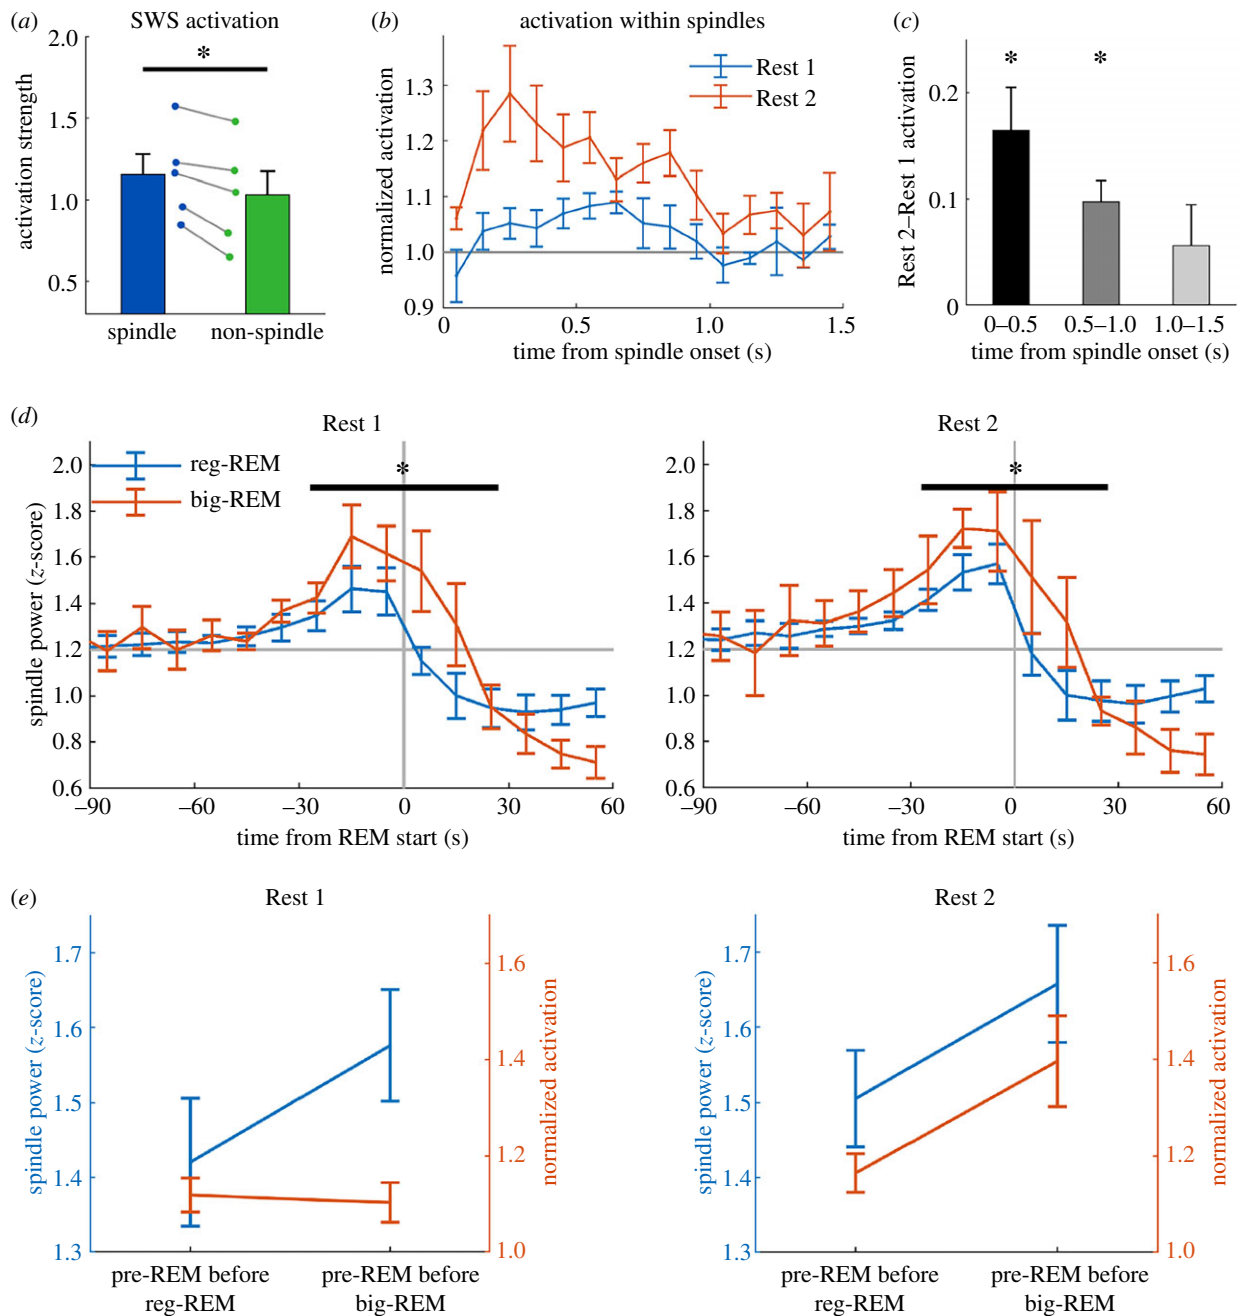 (a) SWS activation
2.0
1.5
1.0
0.5
activation strength
*
spindle non-spindle
(b) activation within spindles
Rest 1
Rest 2
1.3
1.2
1.1
1.0
0.9
normalized activation
0 0.5 1.0 1.5
time from spindle onset (s)
(c)
* *
0.2
0.1
0
Rest 2–Rest 1 activation
0–0.5 0.5–1.0 1.0–1.5
time from spindle onset (s)
(d) Rest 1
reg-REM
big-REM
*
2.0
1.8
1.6
1.4
1.2
1.0
0.8
0.6
spindle power (z-score)
–90 –60 –30 0 30 60
time from REM start (s)
Rest 2
*
2.0
1.8
1.6
1.4
1.2
1.0
0.8
0.6
–90 –60 –30 0 30 60
time from REM start (s)
(e) Rest 1
1.7
1.6
1.5
1.4
1.3
spindle power (z-score)
1.6
1.4
1.2
1.0
normalized activation
pre-REM before
reg-REM
pre-REM before
big-REM
Rest 2
1.7
1.6
1.5
1.4
1.3
spindle power (z-score)
1.6
1.4
1.2
1.0
normalized activation
pre-REM before
reg-REM
pre-REM before
big-REM